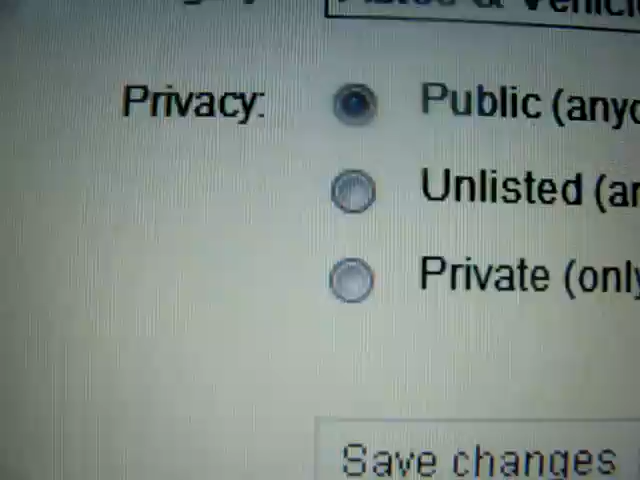 Privacy:
Public (anyo
Unlisted (an
Private (only
Save changes